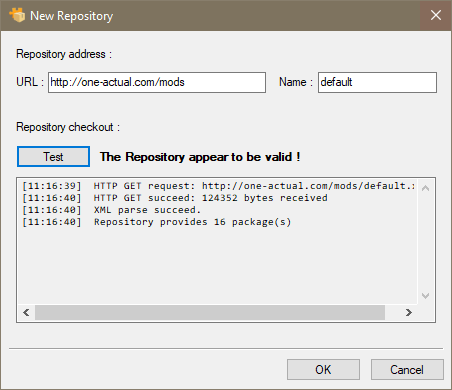 New Repository
Repository address :
URL : http://one-actual.com/mods Name : default
Repository checkout :
Test The Repository appear to be valid !
[11:16:39] HTTP GET request: http://one-actual.com/mods/default.x
[11:16:40] HTTP GET succeed: 124352 bytes received
[11:16:40] XML parse succeed.
[11:16:40] Repository provides 16 package(s)
OK Cancel